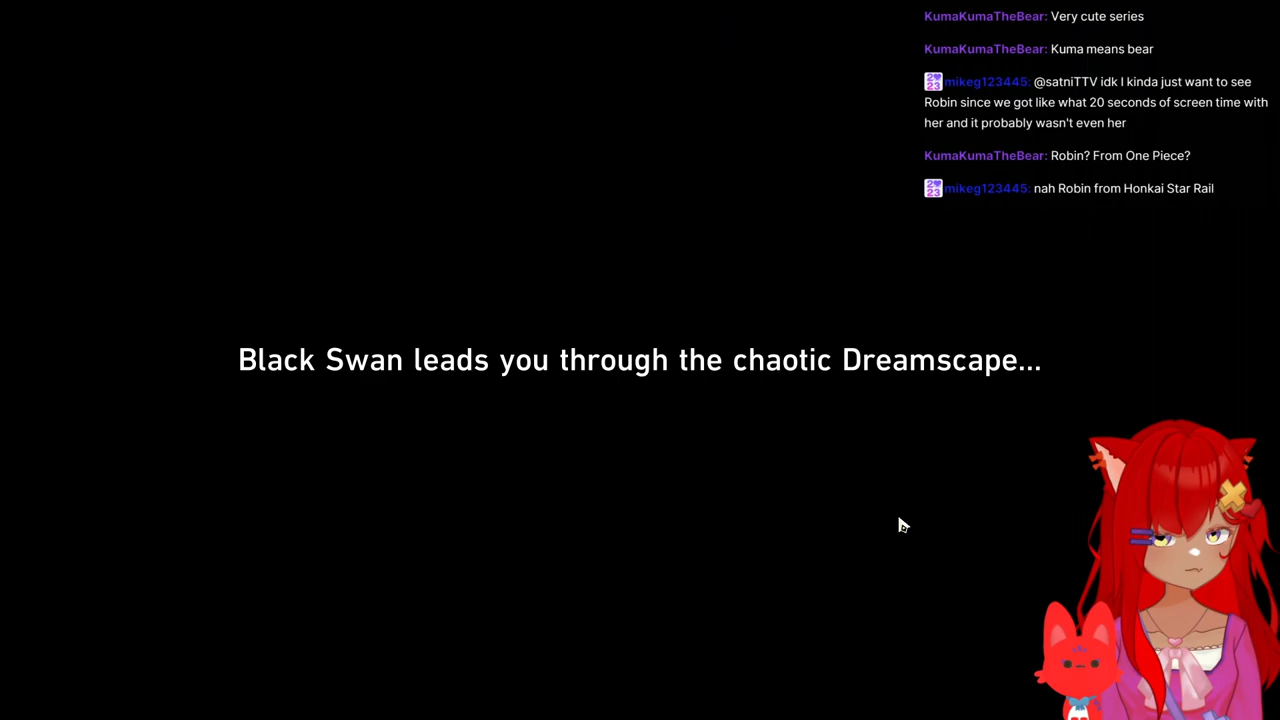 KumaKumaTheBear: Very cute series
KumaKumaTheBear: Kuma means bear
2023 mikeg123445: @satniTTV idk I kinda just want to see
Robin since we got like what 20 seconds of screen time with
her and it probably wasn't even her
KumaKumaTheBear: Robin? From One Piece?
2023 mikeg123445: nah Robin from Honkai Star Rail
Black Swan leads you through the chaotic Dreamscape...